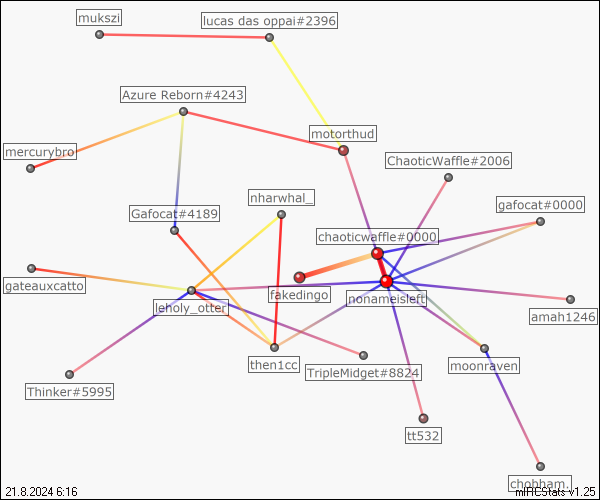 mukszi
lucas das oppai#2396
Azure Reborn#4243
motorthud
mercurybro
ChaoticWaffle#2006
nharwhal_
gafocat#0000
Gafocat#4189
chaoticwaffle#0000
gateauxcatto
fakedingo
nonameisleft
leholy_otter
amah1246
then1cc
TripleMidget#8824
moonraven
Thinker#5995
tt532
chobham.
21.8.2024 6:16
mIRCStats v1.25